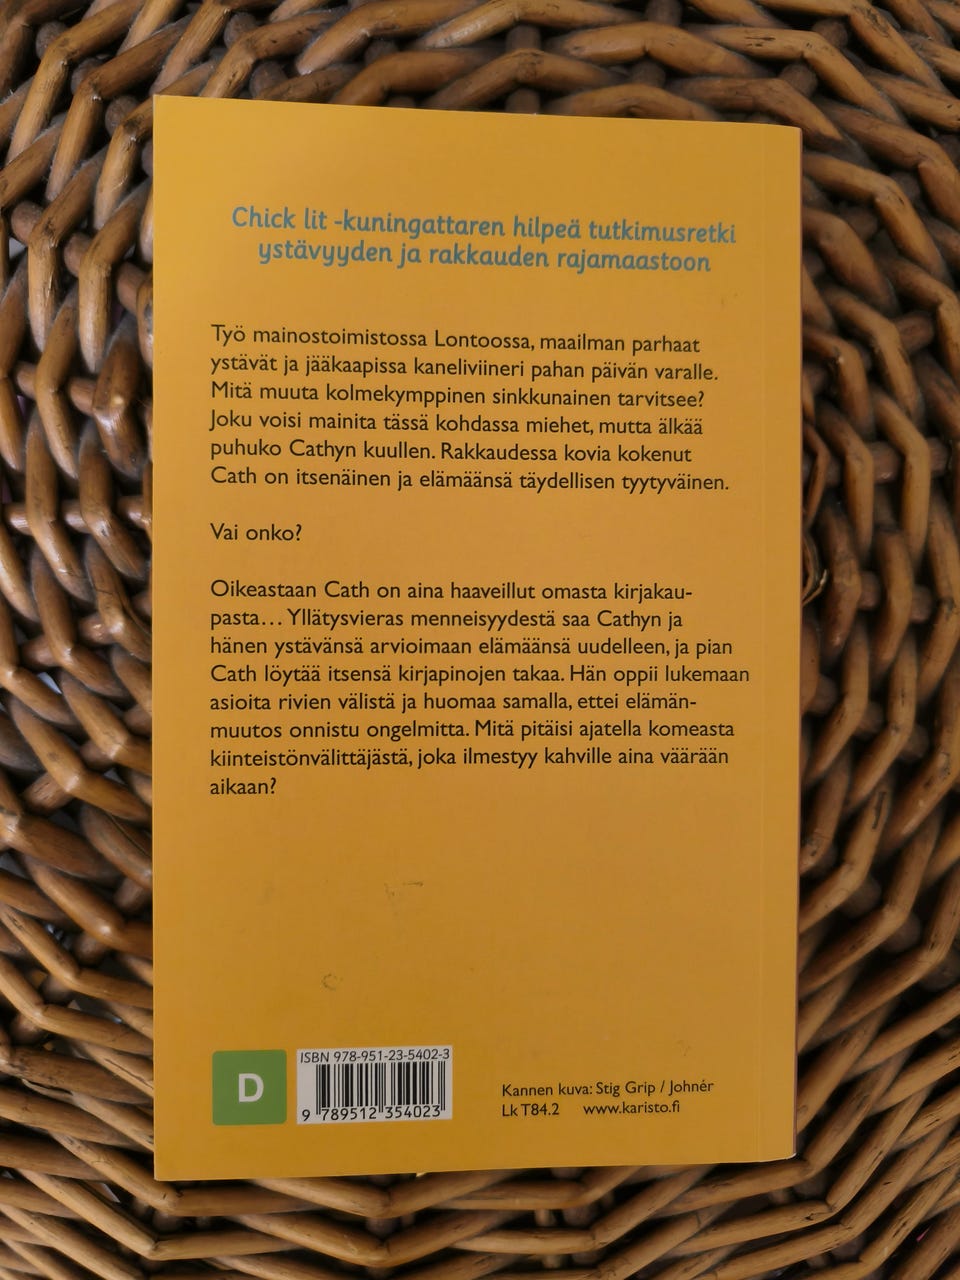 Chick lit -kuningattaren hilpeä tutkimusretki
ystävyyden ja rakkauden rajamaastoon
Työ mainostoimistossa Lontoossa, maailman parhaat
ystävät ja jääkaapissa kaneliviineri pahan päivän varalle.
Mitä muuta kolmekymppinen sinkkunainen tarvitsee?
Joku voisi mainita tässä kohdassa miehet, mutta älkää
puhuko Cathyn kuullen. Rakkaudessa kovia kokenut
Cath on itsenäinen ja elämäänsä täydellisen tyytyväinen.
Vai onko?
Oikeastaan Cath on aina haaveillut omasta kirjakau-
pasta... Yllätysvieras menneisyydestä saa Cathyn ja
hänen ystävänsä arvioimaan elämäänsä uudelleen, ja pian
Cath löytää itsensä kirjapinojen takaa. Hän oppii lukemaan
asioita rivien välistä ja huomaa samalla, ettei elämän-
muutos onnistu ongelmitta. Mitä pitäisi ajatella komeasta
kiinteistönvälittäjästä, joka ilmestyy kahville aina väärään
aikaan?
D
ISBN 978-951-23-5402-3
9 789512 354023
Kannen kuva: Stig Grip / Johnér
Lk T84.2 www.karisto.fi